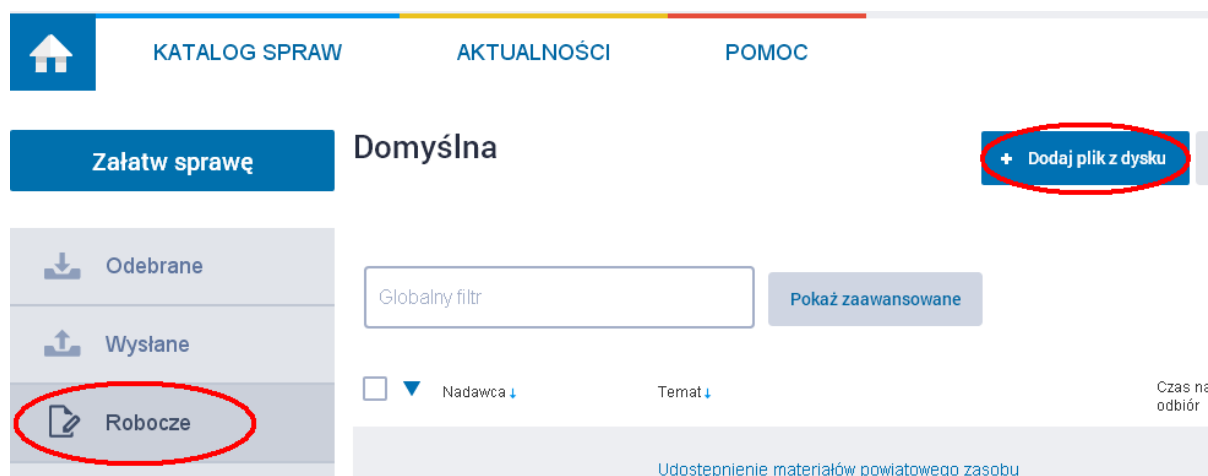 KATALOG SPRAW
AKTUALNOŚCI
POMOC
Załatw sprawę
Domyślna
+ Dodaj plik z dysku
Odebrane
Globalny filtr
Pokaż zaawansowane
Wysłane
Nadawca ↓
Temat ↓
Czas na
odbiór
Robocze
Udostępnienie materiałów powiatowego zasobu